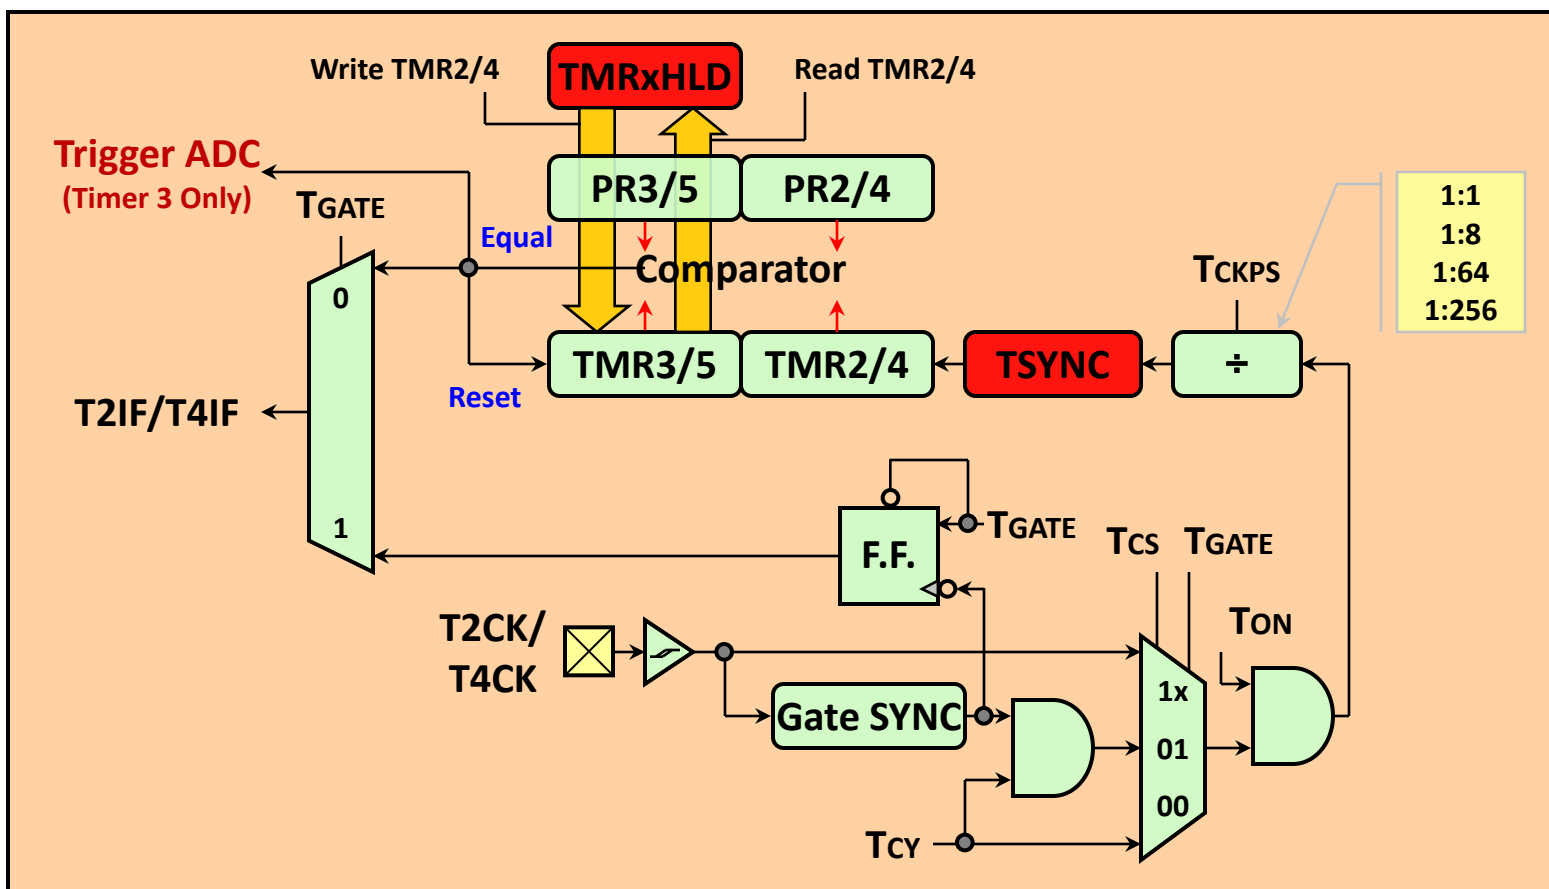 Write TMR2/4
TMRxHLD
Read TMR2/4
Trigger ADC
(Timer 3 Only)
TGATE
PR3/5
PR2/4
1:1
1:8
1:64
1:256
Equal
Comparator
TCKPS
0
TMR3/5
TMR2/4
TSYNC
÷
Reset
T2IF/T4IF
1
F.F.
TGATE
TCS
TGATE
T2CK/
T4CK
TON
Gate SYNC
1x
01
00
TCY